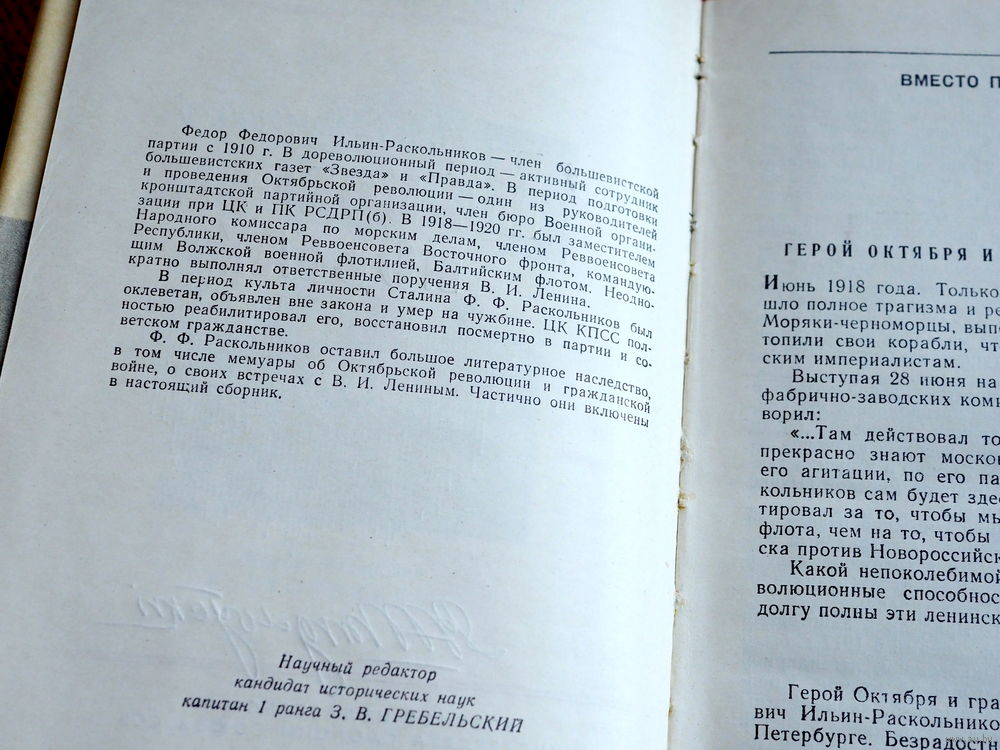 Федор Федорович Ильин-Раскольников — член большевистской
партии с 1910 г. В дореволюционный период — активный сотрудник
большевистских газет «Звезда» и «Правда». В период подготовки
и проведения Октябрьской революции — один из руководителей
кронштадтской партийной организации, член бюро Военной органи-
зации при ЦК и ПК РСДРП(б). В 1918—1920 гг. был заместителем
Народного комиссара по морским делам, членом Реввоенсовета
Республики, членом Реввоенсовета Восточного фронта, командую-
щим Волжской военной флотилией, Балтийским флотом. Неодно-
кратно выполнял ответственные поручения В. И. Ленина.
В период культа личности Сталина Ф. Ф. Раскольников был
оклеветан, объявлен вне закона и умер на чужбине. ЦК КПСС пол-
ностью реабилитировал его, восстановил посмертно в партии и со-
ветском гражданстве.
Ф. Ф. Раскольников оставил большое литературное наследство,
в том числе мемуары об Октябрьской революции и гражданской
войне, о своих встречах с В. И. Лениным. Частично они включены
в настоящий сборник.
Научный редактор
кандидат исторических наук
капитан 1 ранга З. В. ГРЕБЕЛЬСКИЙ
ВМЕСТО П
ГЕРОЙ ОКТЯБРЯ И
Июнь 1918 года. Только
шло полное трагизма и ре
Моряки-черноморцы, выпо
топили свои корабли, чт
ским империалистам.
Выступая 28 июня на
фабрично-заводских коми
ворил:
«...Там действовал то
прекрасно знают москов
его агитации, по его па
кольников сам будет зде
тировал за то, чтобы мы
флота, чем на то, чтобы
ска против Новороссийск
Какой непоколебимой
волюционные способнос
долгу полны эти ленинск
Герой Октября и гра
вич Ильин-Раскольнико
Петербурге. Безрадостн